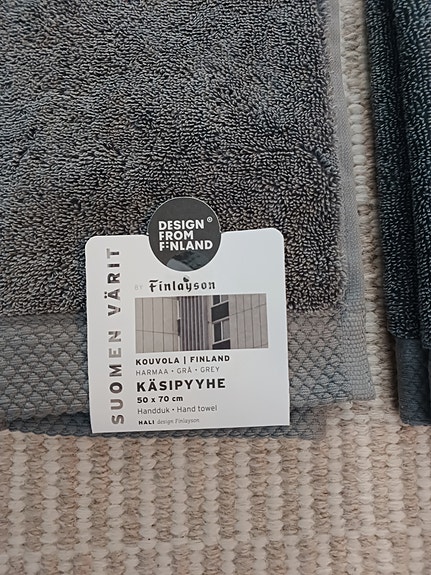 DESIGN
FROM
FINLAND
SUOMEN VÄRIT
BY Finlayson
KOUVOLA | FINLAND
HARMAA • GRÅ • GREY
KÄSIPYYHE
50 x 70 cm
Handduk • Hand towel
HALI design Finlayson